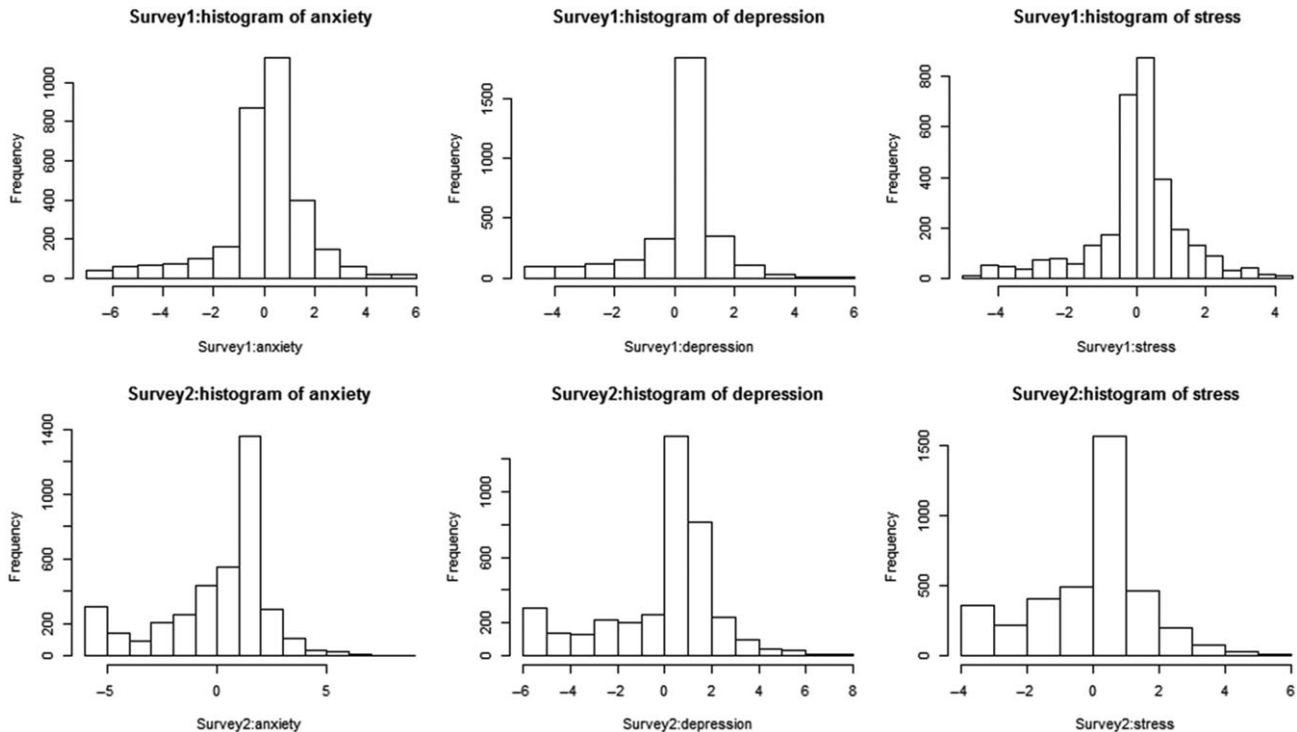 Survey1:histogram of anxiety
Frequency
0 200 400 600 800 1000
–6 –4 –2 0 2 4 6
Survey1:anxiety
Survey1:histogram of depression
Frequency
0 500 1000 1500
–4 –2 0 2 4 6
Survey1:depression
Survey1:histogram of stress
Frequency
0 200 400 600 800
–4 –2 0 2 4
Survey1:stress
Survey2:histogram of anxiety
Frequency
0 200 600 1000 1400
–5 0 5
Survey2:anxiety
Survey2:histogram of depression
Frequency
0 200 600 1000
–6 –4 –2 0 2 4 6 8
Survey2:depression
Survey2:histogram of stress
Frequency
0 500 1000 1500
–4 –2 0 2 4 6
Survey2:stress